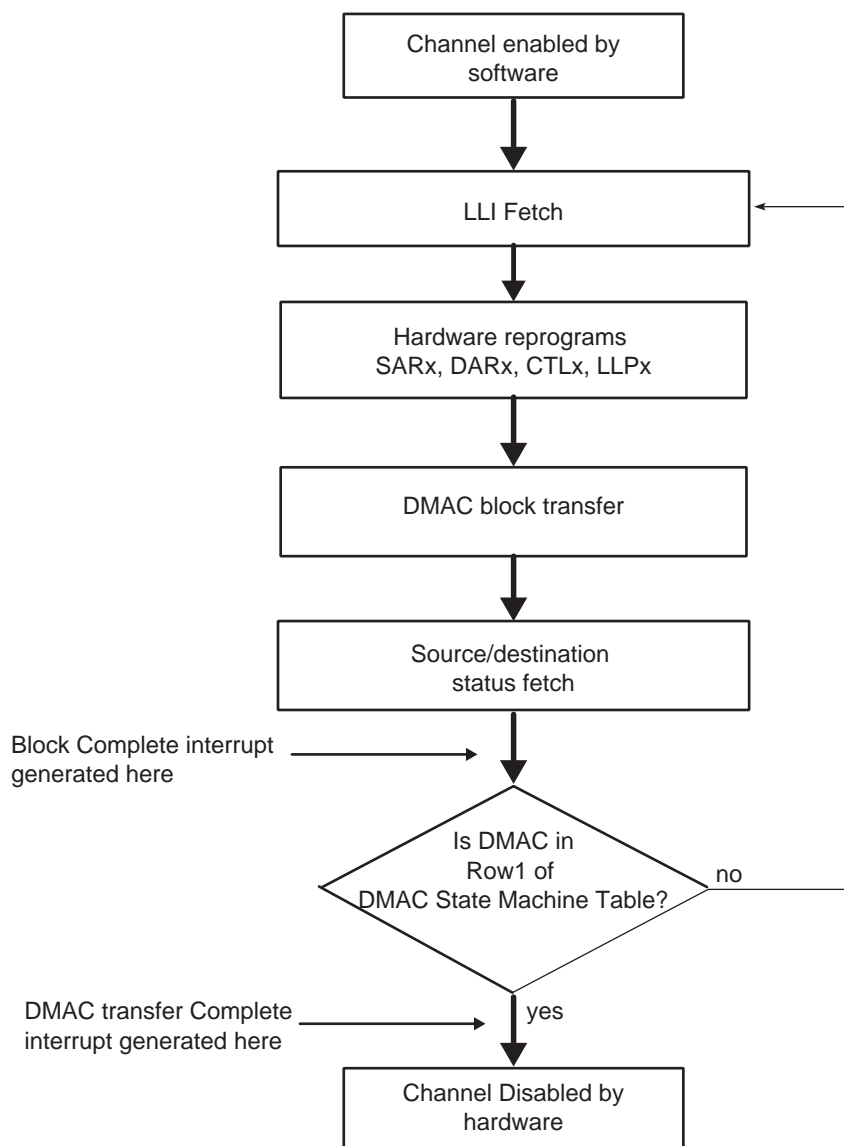 Channel enabled by
software
LLI Fetch
Hardware reprograms
SARx, DARx, CTLx, LLPx
DMAC block transfer
Source/destination
status fetch
Block Complete interrupt
generated here
Is DMAC in
Row1 of
DMAC State Machine Table?
no
DMAC transfer Complete
interrupt generated here
yes
Channel Disabled by
hardware